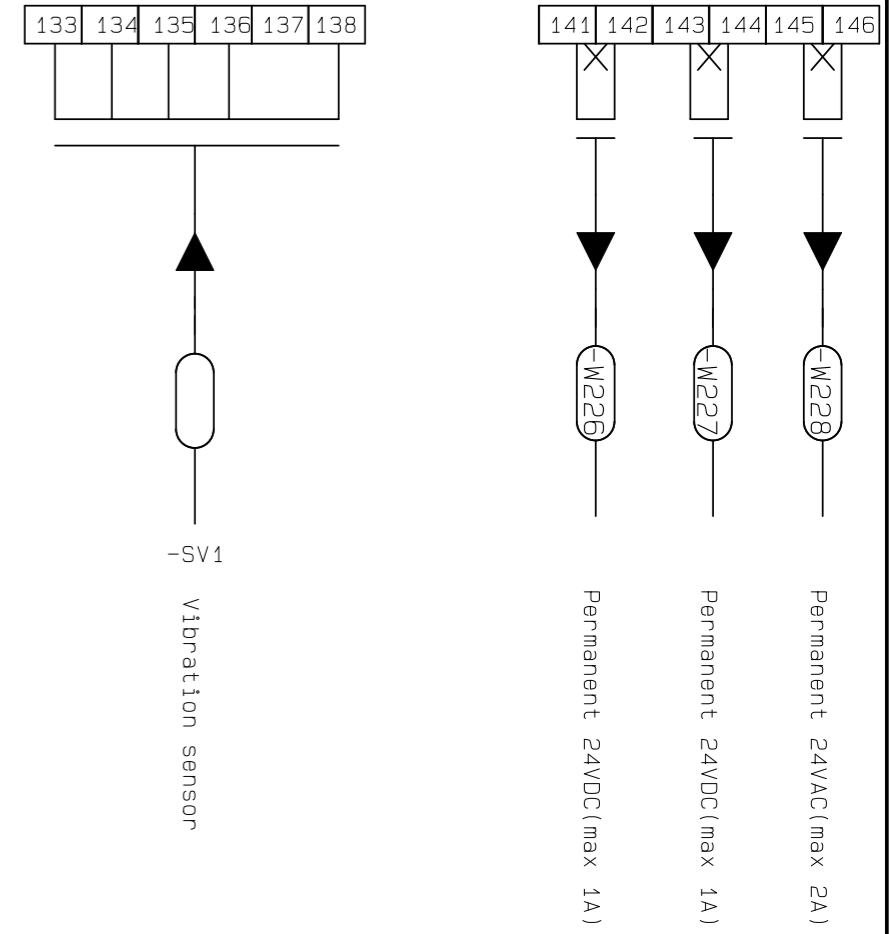 133 134 135 136 137 138
141 142 143 144 145 146
-W226
-W227
-W228
-SV1
Vibration sensor
Permanent 24VDC(max 1A)
Permanent 24VDC(max 1A)
Permanent 24VAC(max 2A)